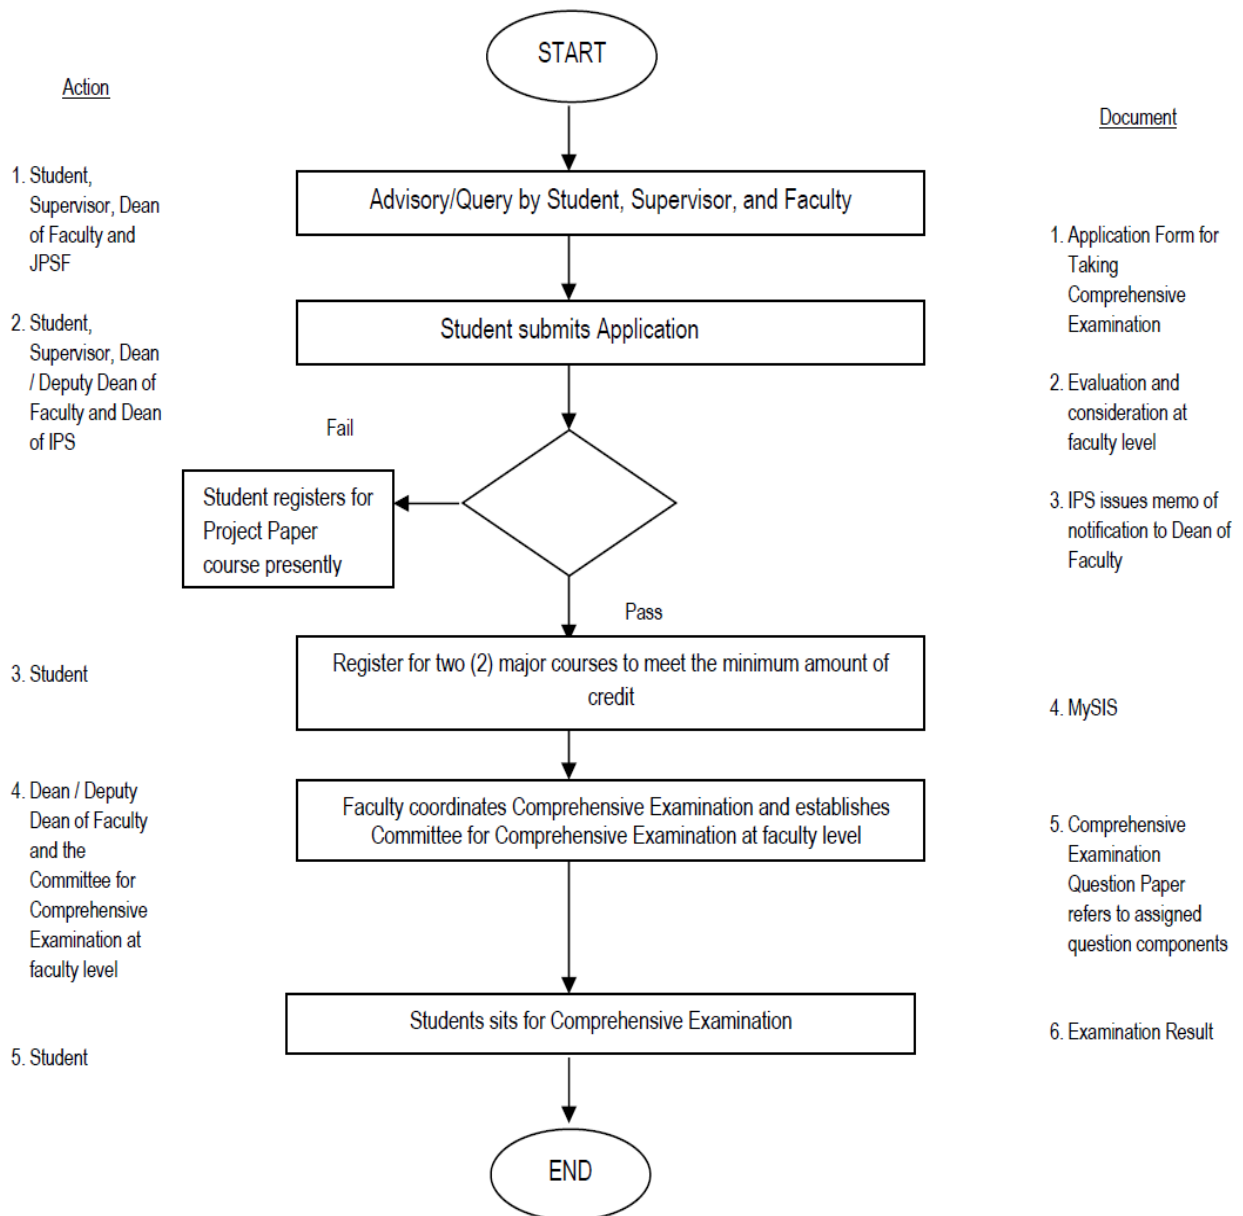 START
Action
Document
1. Student,
Supervisor, Dean
of Faculty and
JPSF
Advisory/Query by Student, Supervisor, and Faculty
1. Application Form for
Taking
Comprehensive
Examination
2. Student,
Supervisor, Dean
/ Deputy Dean of
Faculty and Dean
of IPS
Student submits Application
2. Evaluation and
consideration at
faculty level
Fail
Student registers for
Project Paper
course presently
3. IPS issues memo of
notification to Dean of
Faculty
Pass
3. Student
Register for two (2) major courses to meet the minimum amount of
credit
4. MySIS
4. Dean / Deputy
Dean of Faculty
and the
Committee for
Comprehensive
Examination at
faculty level
Faculty coordinates Comprehensive Examination and establishes
Committee for Comprehensive Examination at faculty level
5. Comprehensive
Examination
Question Paper
refers to assigned
question components
Students sits for Comprehensive Examination
6. Examination Result
5. Student
END